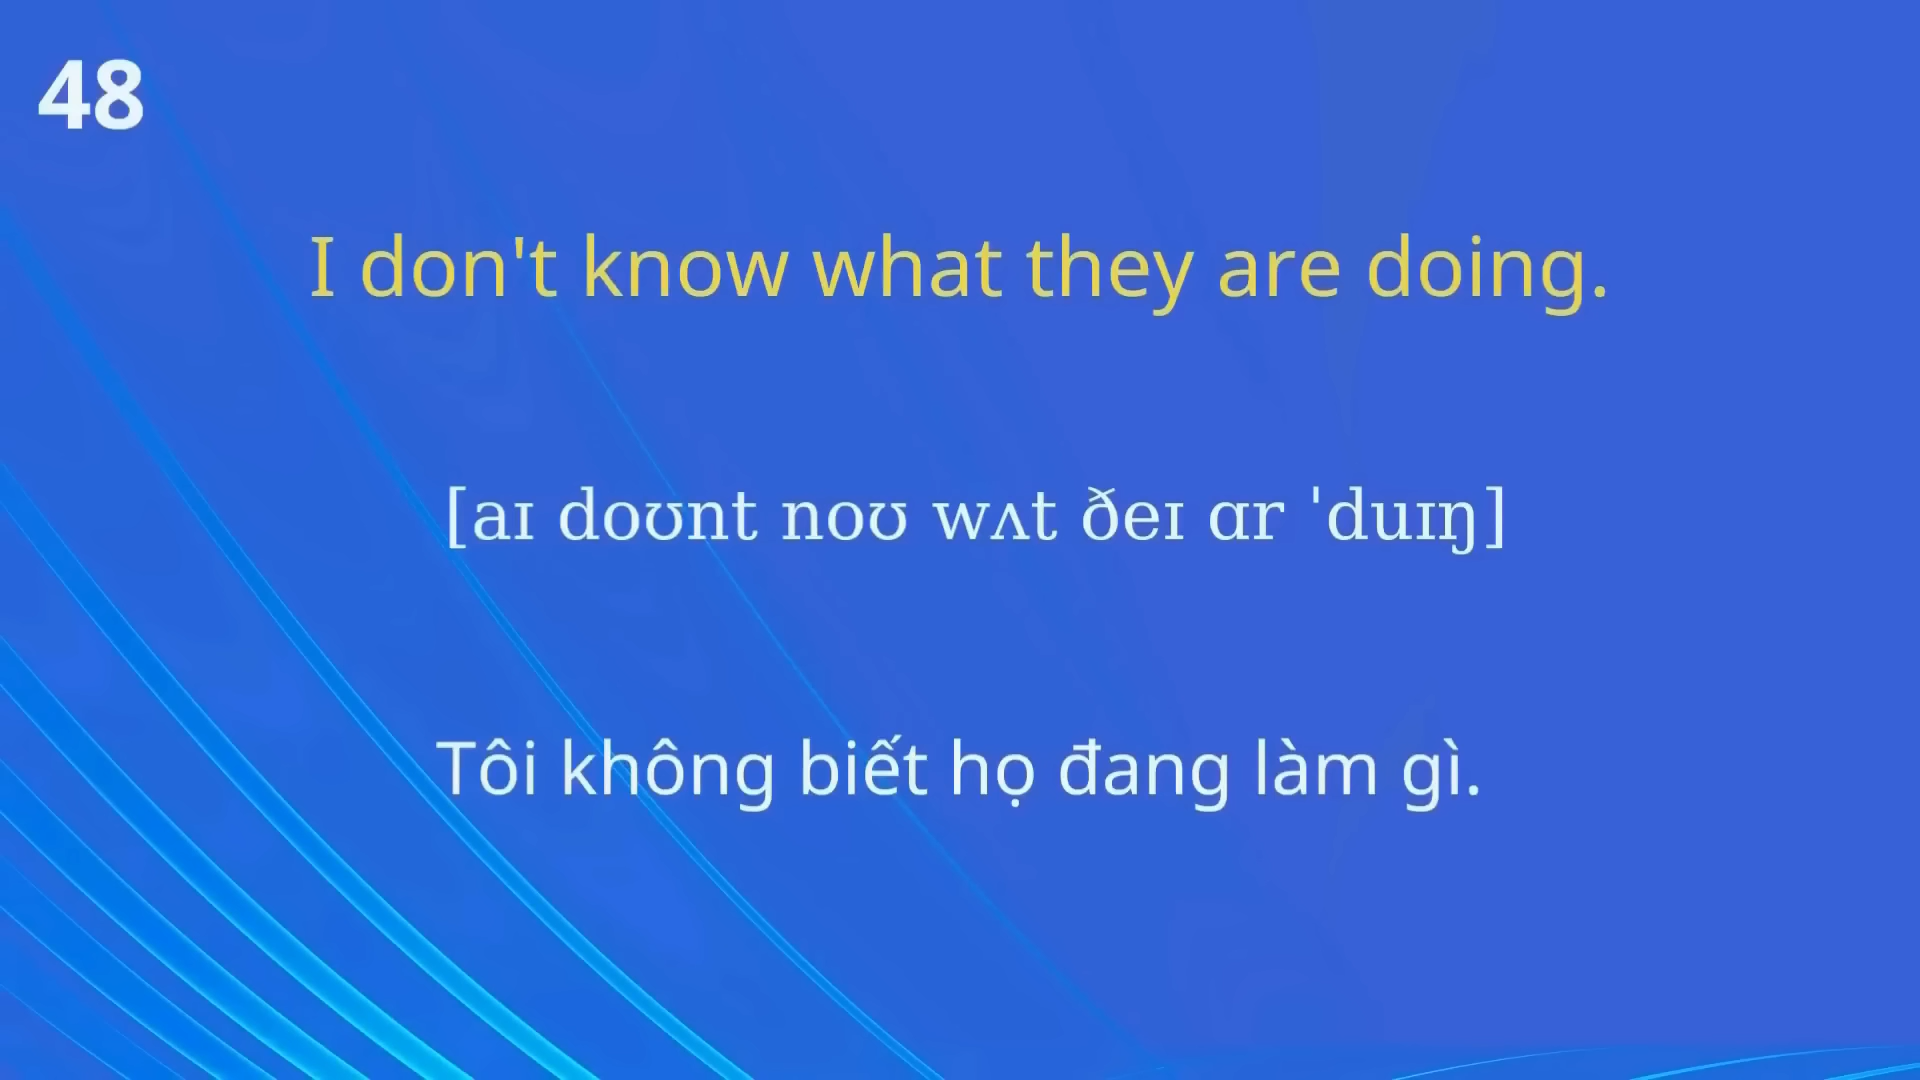 48
I don't know what they are doing.
[aɪ doʊnt noʊ wʌt ðeɪ ɑr ˈduɪŋ]
Tôi không biết họ đang làm gì.